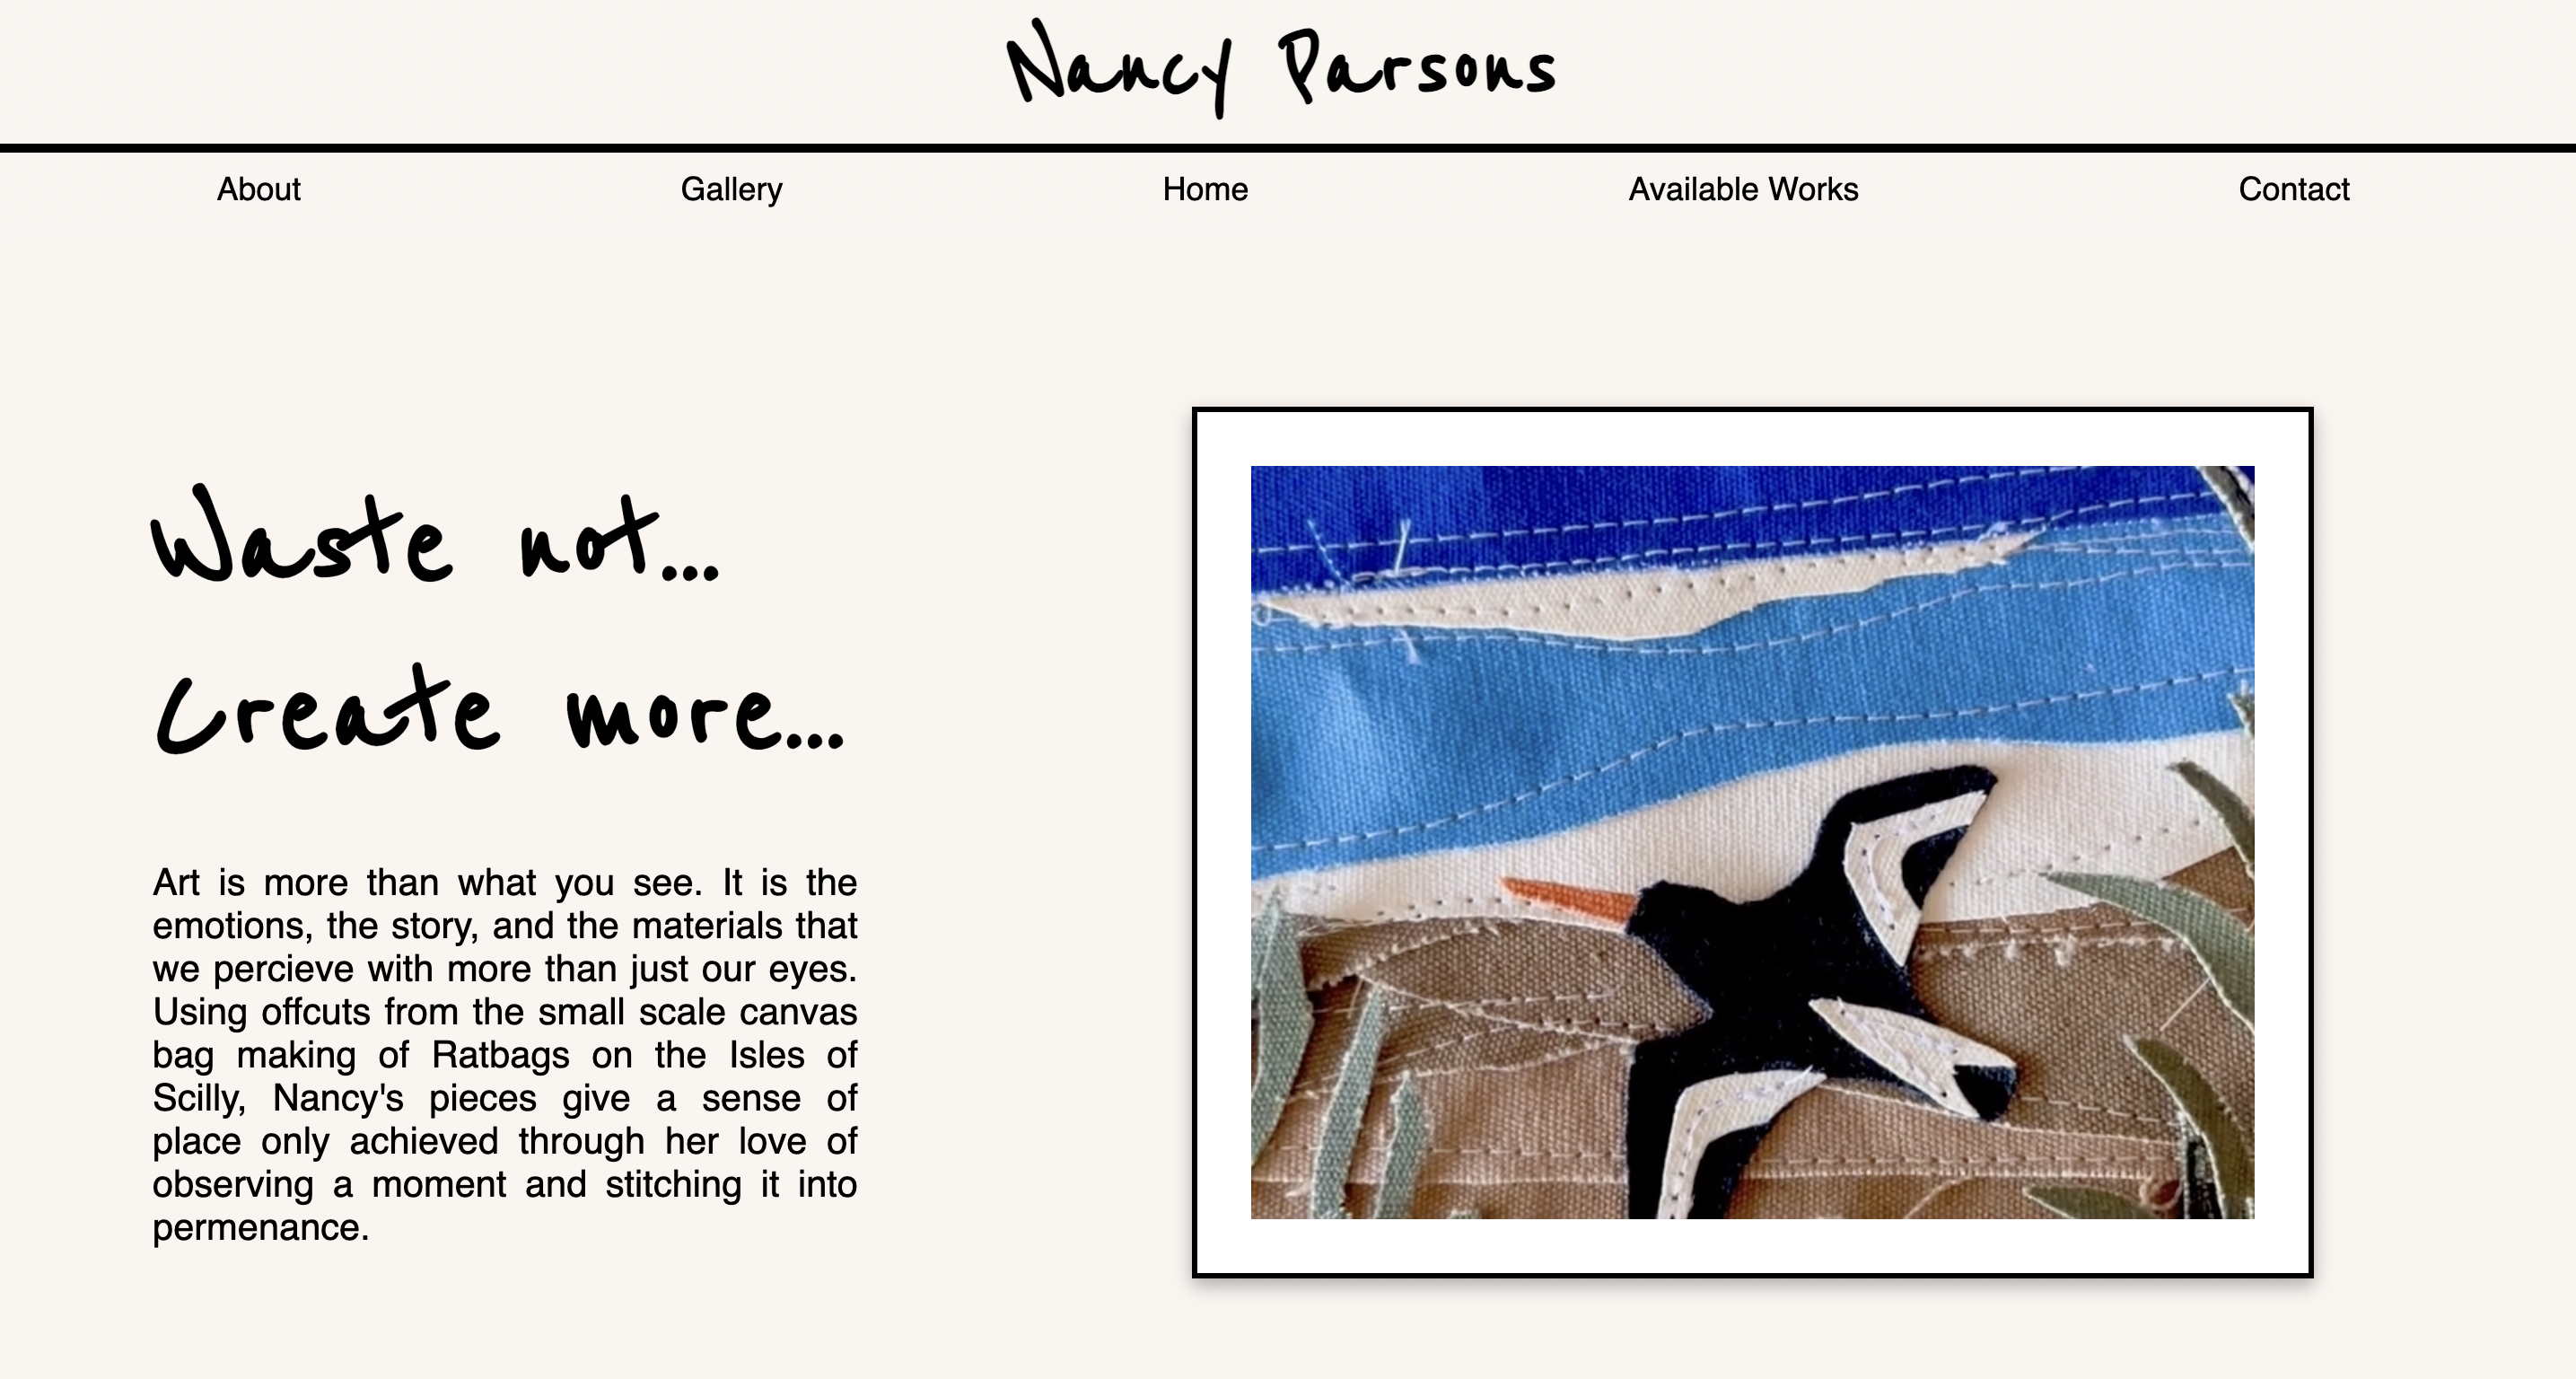 Nancy Parsons
About Gallery Home Available Works Contact
Waste not...
Create more...
Art is more than what you see. It is the
emotions, the story, and the materials that
we percieve with more than just our eyes.
Using offcuts from the small scale canvas
bag making of Ratbags on the Isles of
Scilly, Nancy's pieces give a sense of
place only achieved through her love of
observing a moment and stitching it into
permenance.